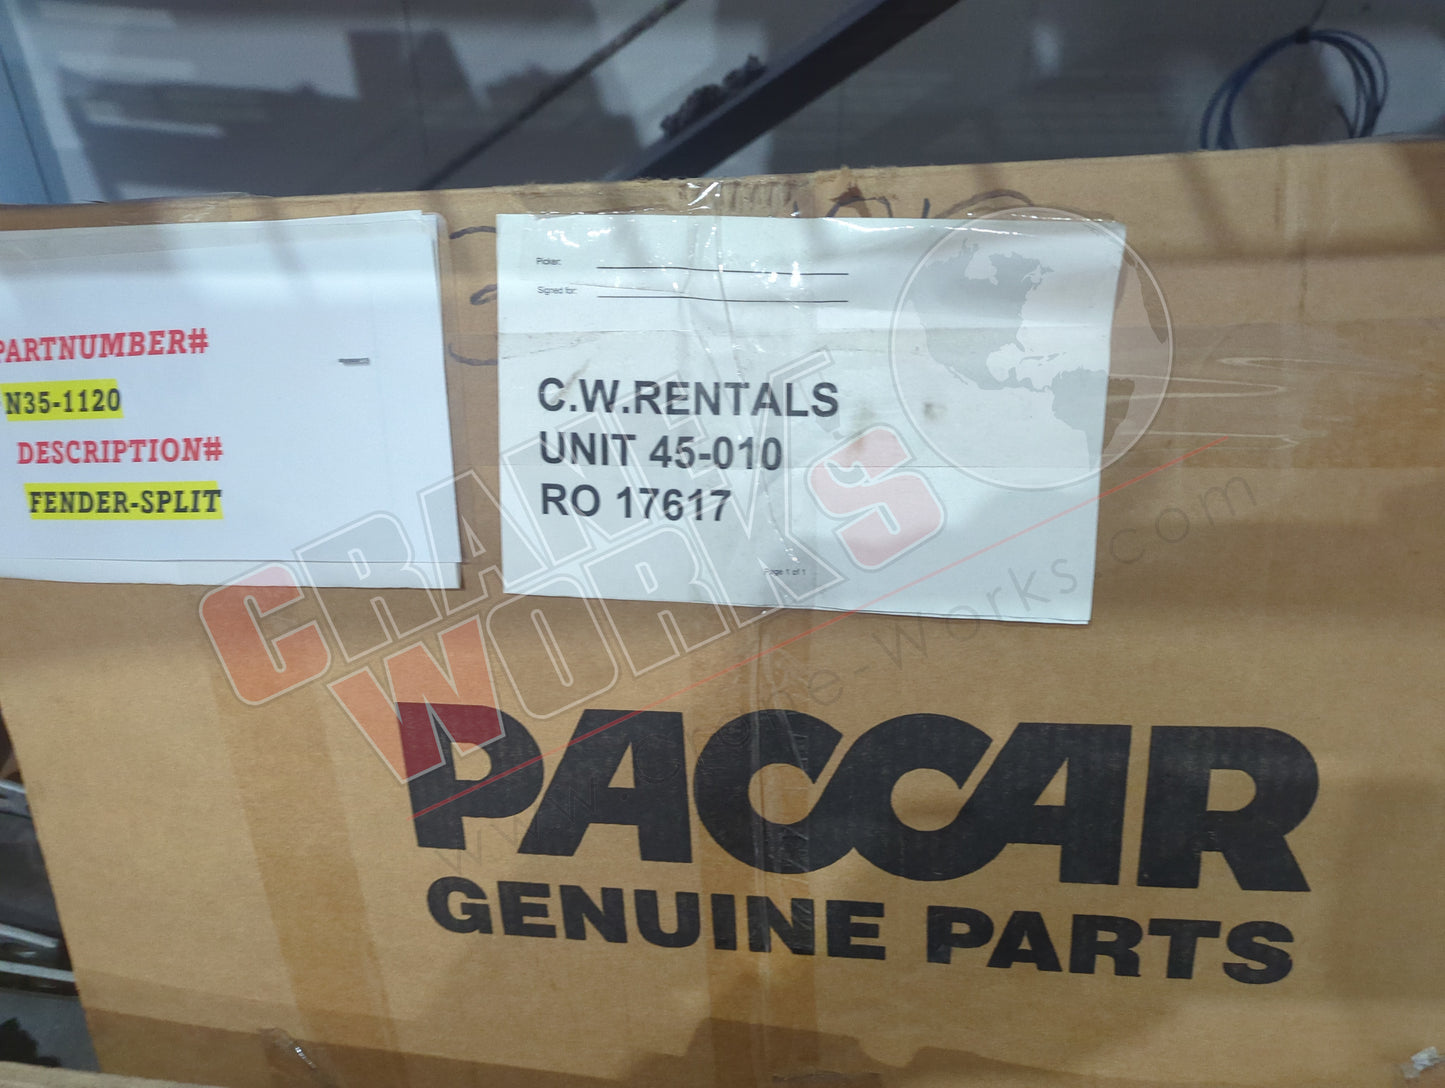 PARTNUMBER#
N35-1120
DESCRIPTION#
FENDER-SPLIT
Picker:
Signed for:
C.W.RENTALS
UNIT 45-010
RO 17617
Page 1 of 1
CRANE
WORKS
www.crane-works.com
PACCAR
GENUINE PARTS